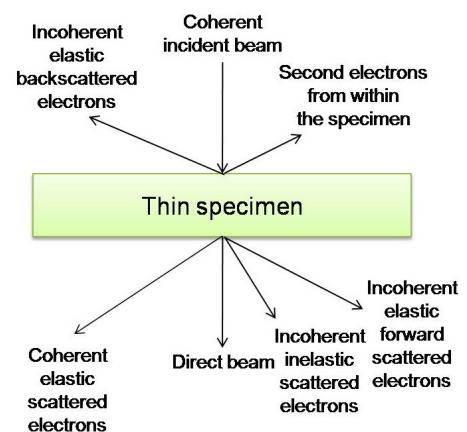 Incoherent
elastic
backscattered
electrons
Coherent
incident beam
Second electrons
from within
the specimen
Thin specimen
Coherent
elastic
scattered
electrons
Direct beam
Incoherent
inelastic
scattered
electrons
Incoherent
elastic
forward
scattered
electrons